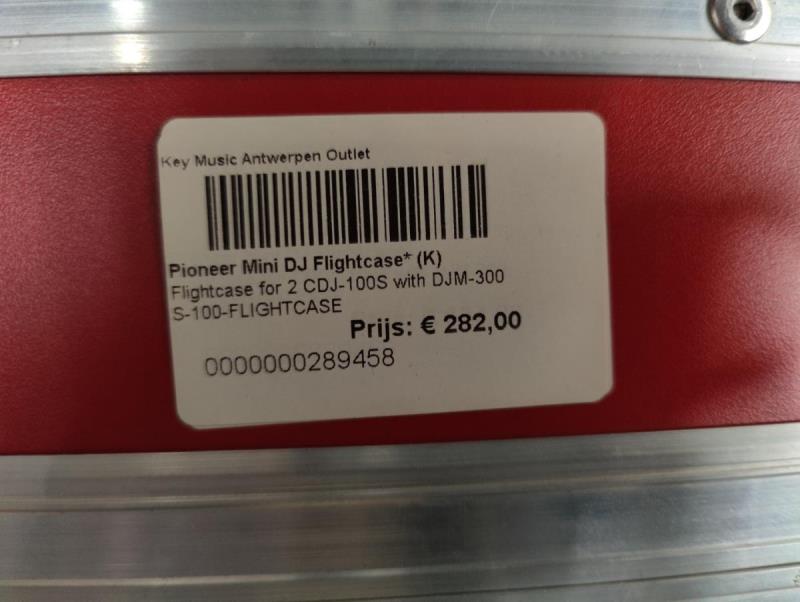 Key Music Antwerpen Outlet
Pioneer Mini DJ Flightcase* (K)
Flightcase for 2 CDJ-100S with DJM-300
S-100-FLIGHTCASE
Prijs: € 282,00
0000000289458